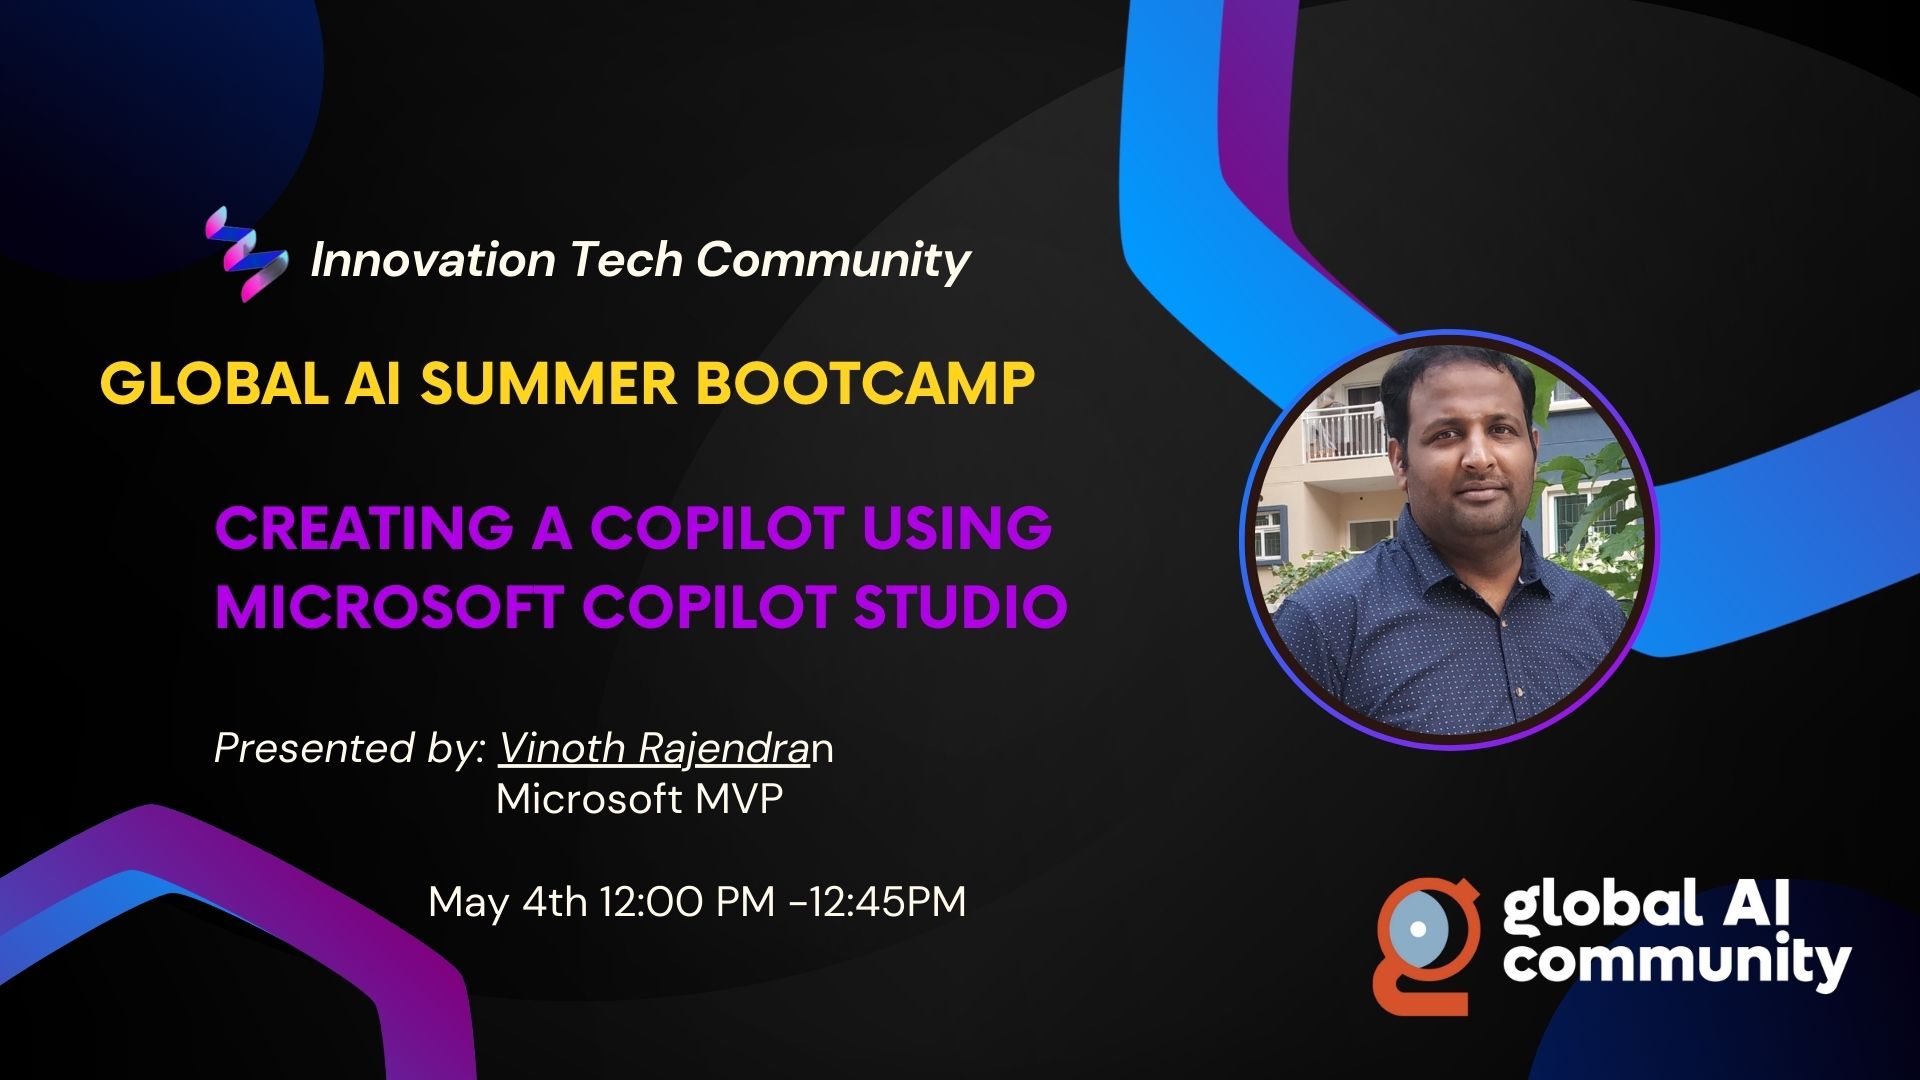 Innovation Tech Community
GLOBAL AI SUMMER BOOTCAMP
CREATING A COPILOT USING
MICROSOFT COPILOT STUDIO
Presented by: Vinoth Rajendran
Microsoft MVP
May 4th 12:00 PM -12:45PM
global AI
community